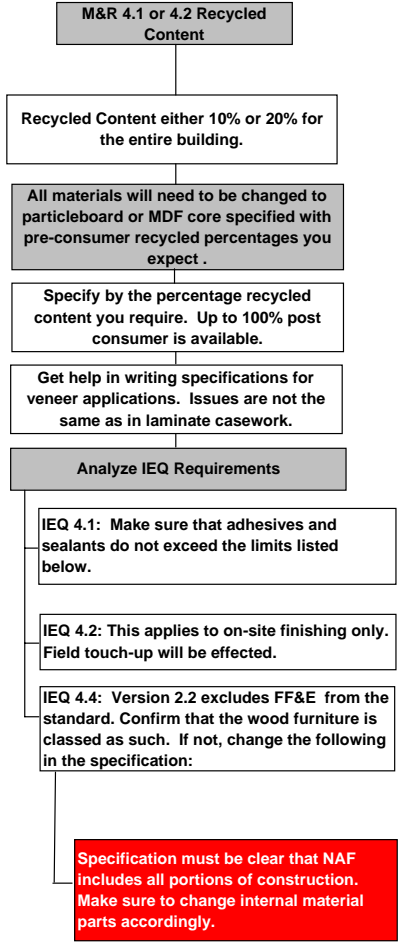 M&R 4.1 or 4.2 Recycled
Content
Recycled Content either 10% or 20% for
the entire building.
All materials will need to be changed to
particleboard or MDF core specified with
pre-consumer recycled percentages you
expect .
Specify by the percentage recycled
content you require.  Up to 100% post
consumer is available.
Get help in writing specifications for
veneer applications.  Issues are not the
same as in laminate casework.
Analyze IEQ Requirements
IEQ 4.1:  Make sure that adhesives and
sealants do not exceed the limits listed
below.
IEQ 4.2: This applies to on-site finishing only.
Field touch-up will be effected.
IEQ 4.4:  Version 2.2 excludes FF&E  from the
standard. Confirm that the wood furniture is
classed as such.  If not, change the following
in the specification:
Specification must be clear that NAF
includes all portions of construction.
Make sure to change internal material
parts accordingly.